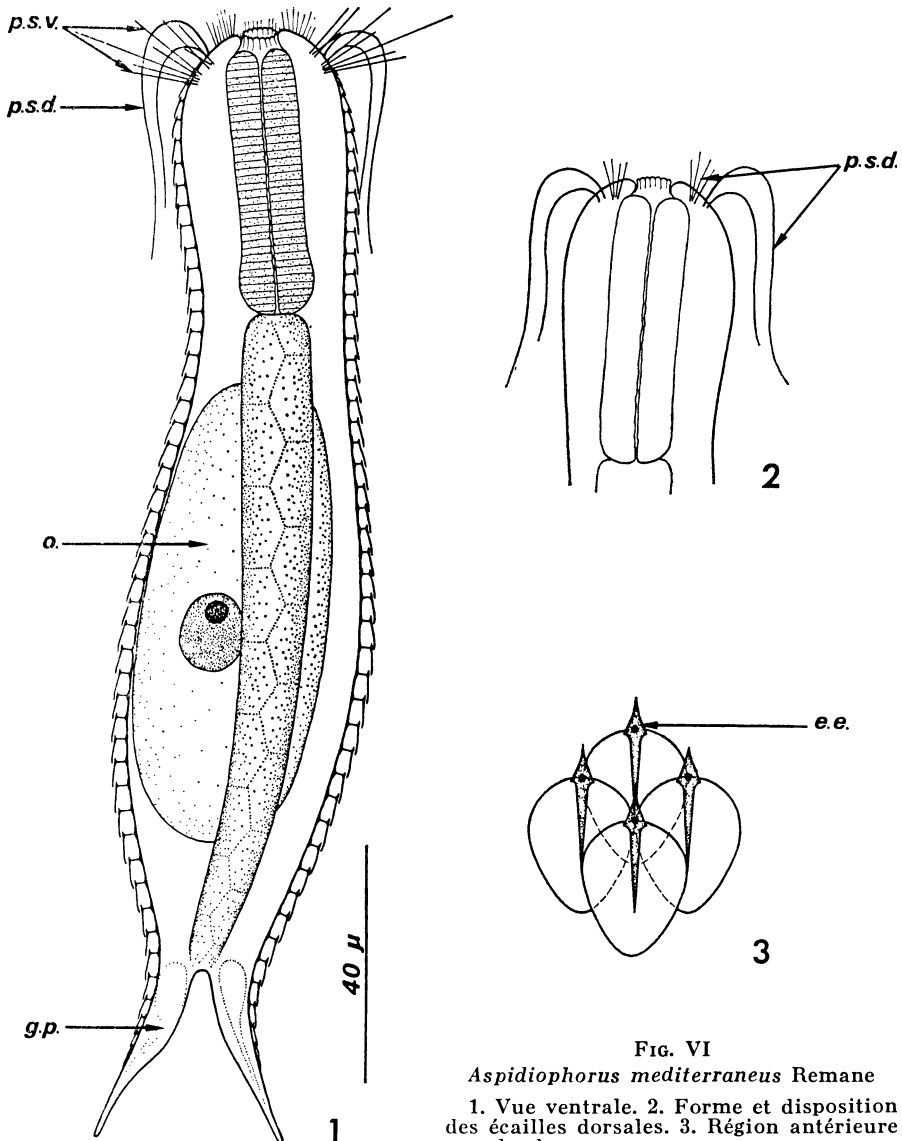 p.s.v.
p.s.d.
p.s.d.
2
o.
e.e.
3
40 µ
g.p.
1
FIG. VI
Aspidiophorus mediterraneus Remane
1. Vue ventrale. 2. Forme et disposition
des écailles dorsales. 3. Région antérieure